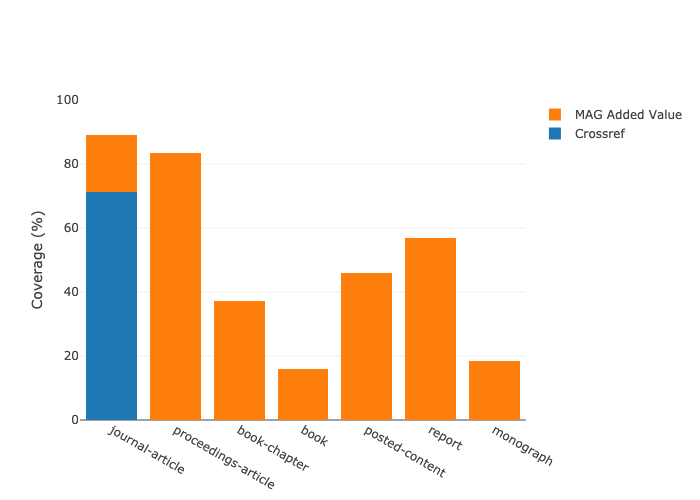 MAG Added Value
Crossref
Coverage (%)
100
80
60
40
20
0
journal-article
proceedings-article
book-chapter
book
posted-content
report
monograph